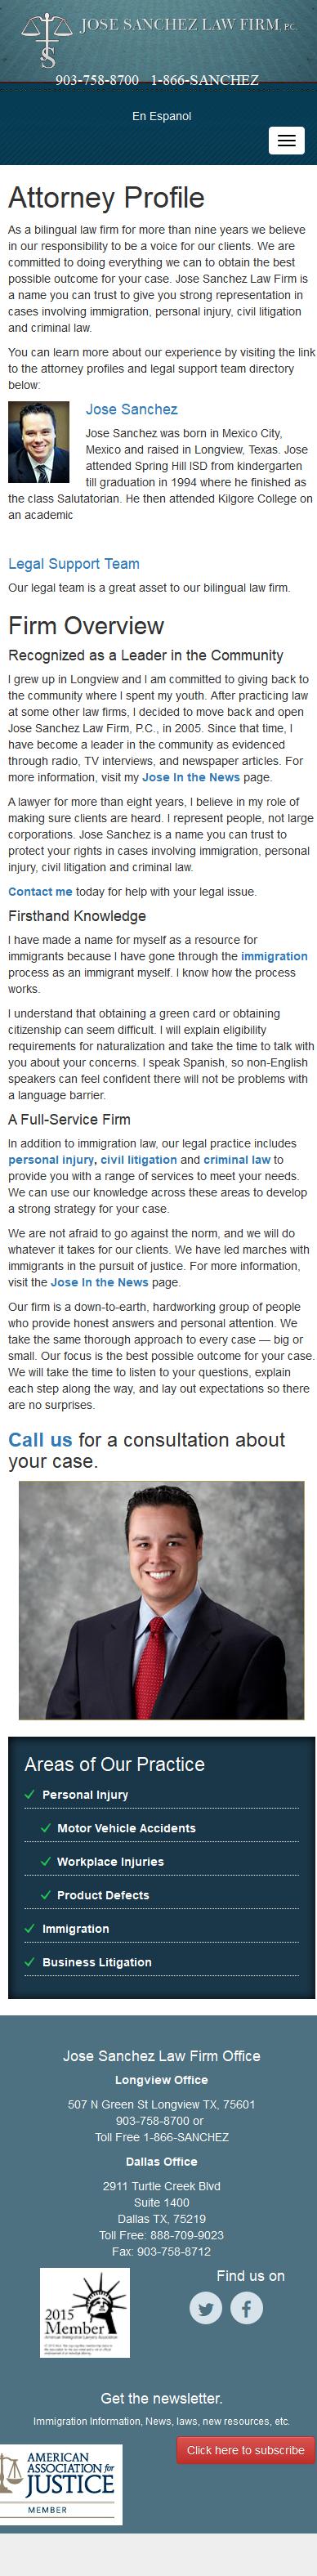 JOSE SANCHEZ LAW FIRM, P.C.
903-758-8700 1-866-SANCHEZ
En Espanol
Attorney Profile
As a bilingual law firm for more than nine years we believe
in our responsibility to be a voice for our clients. We are
committed to doing everything we can to obtain the best
possible outcome for your case. Jose Sanchez Law Firm is
a name you can trust to give you strong representation in
cases involving immigration, personal injury, civil litigation
and criminal law.
You can learn more about our experience by visiting the link
to the attorney profiles and legal support team directory
below:
Jose Sanchez
Jose Sanchez was born in Mexico City,
Mexico and raised in Longview, Texas. Jose
attended Spring Hill ISD from kindergarten
till graduation in 1994 where he finished as
the class Salutatorian. He then attended Kilgore College on
an academic
Legal Support Team
Our legal team is a great asset to our bilingual law firm.
Firm Overview
Recognized as a Leader in the Community
I grew up in Longview and I am committed to giving back to
the community where I spent my youth. After practicing law
at some other law firms, I decided to move back and open
Jose Sanchez Law Firm, P.C., in 2005. Since that time, I
have become a leader in the community as evidenced
through radio, TV interviews, and newspaper articles. For
more information, visit my Jose In the News page.
A lawyer for more than eight years, I believe in my role of
making sure clients are heard. I represent people, not large
corporations. Jose Sanchez is a name you can trust to
protect your rights in cases involving immigration, personal
injury, civil litigation and criminal law.
Contact me today for help with your legal issue.
Firsthand Knowledge
I have made a name for myself as a resource for
immigrants because I have gone through the immigration
process as an immigrant myself. I know how the process
works.
I understand that obtaining a green card or obtaining
citizenship can seem difficult. I will explain eligibility
requirements for naturalization and take the time to talk with
you about your concerns. I speak Spanish, so non-English
speakers can feel confident there will not be problems with
a language barrier.
A Full-Service Firm
In addition to immigration law, our legal practice includes
personal injury, civil litigation and criminal law to
provide you with a range of services to meet your needs.
We can use our knowledge across these areas to develop
a strong strategy for your case.
We are not afraid to go against the norm, and we will do
whatever it takes for our clients. We have led marches with
immigrants in the pursuit of justice. For more information,
visit the Jose In the News page.
Our firm is a down-to-earth, hardworking group of people
who provide honest answers and personal attention. We
take the same thorough approach to every case — big or
small. Our focus is the best possible outcome for your case.
We will take the time to listen to your questions, explain
each step along the way, and lay out expectations so there
are no surprises.
Call us for a consultation about
your case.
Areas of Our Practice
Personal Injury
Motor Vehicle Accidents
Workplace Injuries
Product Defects
Immigration
Business Litigation
Jose Sanchez Law Firm Office
Longview Office
507 N Green St Longview TX, 75601
903-758-8700 or
Toll Free 1-866-SANCHEZ
Dallas Office
2911 Turtle Creek Blvd
Suite 1400
Dallas TX, 75219
Toll Free: 888-709-9023
Fax: 903-758-8712
2015
Member
Find us on
Get the newsletter.
Immigration Information, News, laws, new resources, etc.
Click here to subscribe
AMERICAN
ASSOCIATION for
JUSTICE
MEMBER